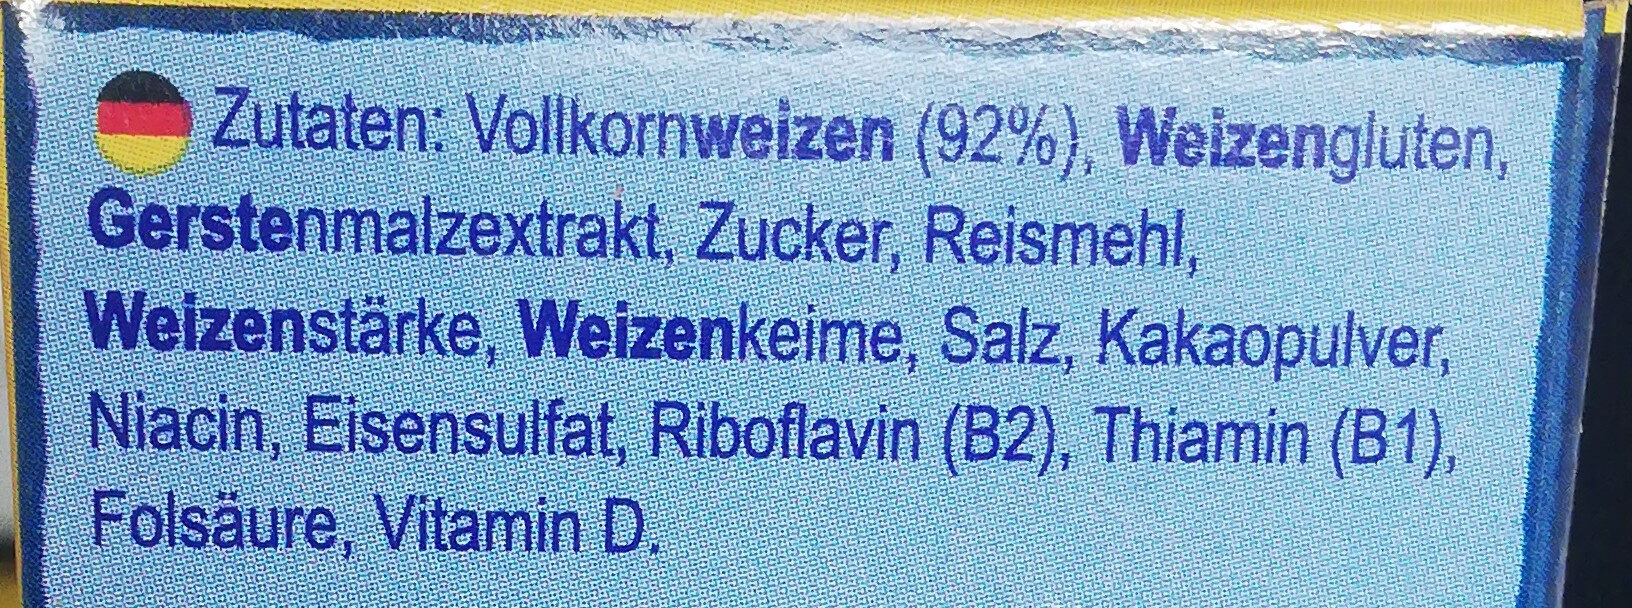 Zutaten: Vollkornweizen (92%), Weizengluten,
Gerstenmalzextrakt, Zucker, Reismehl,
Weizenstärke, Weizenkeime, Salz, Kakaopulver,
Niacin, Eisensulfat, Riboflavin (B2), Thiamin (B1),
Folsäure, Vitamin D.